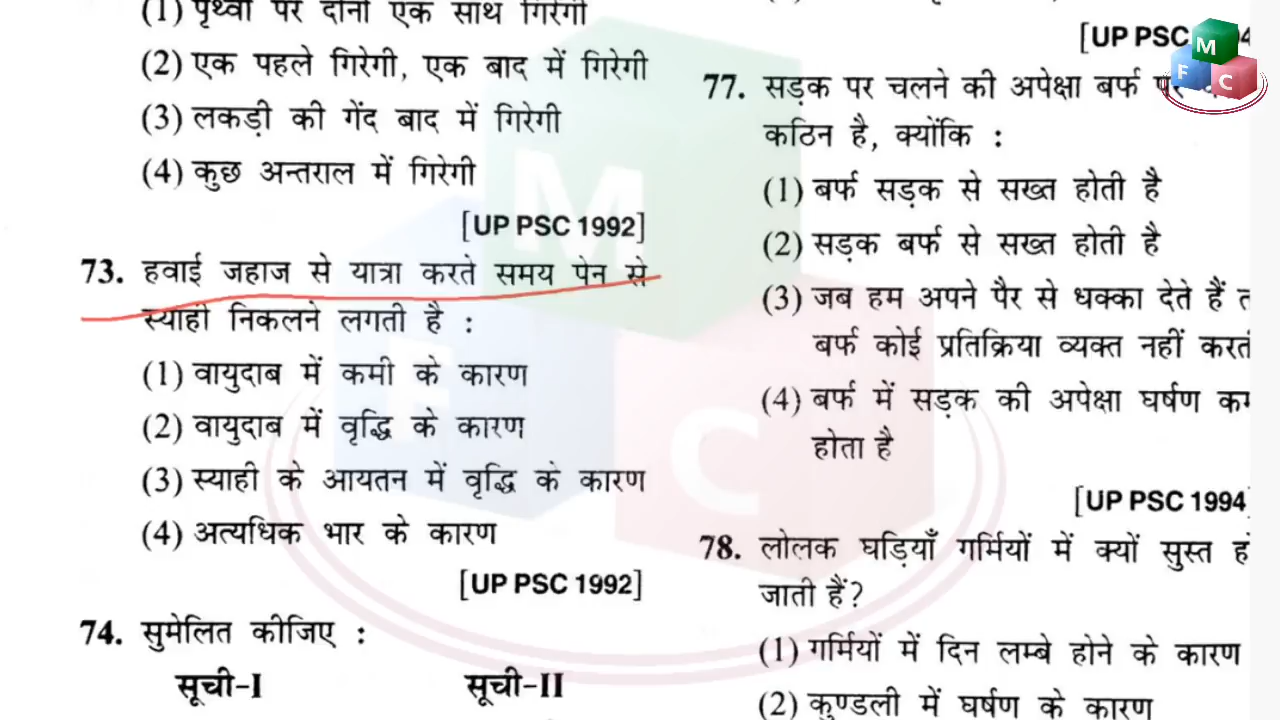 (1) पृथ्वी पर दोनों एक साथ गिरेंगी
(2) एक पहले गिरेगी, एक बाद में गिरेगी
(3) लकड़ी की गेंद बाद में गिरेगी
(4) कुछ अन्तराल में गिरेगी
[UP PSC 1992]
73. हवाई जहाज से यात्रा करते समय पेन से
स्याही निकलने लगती है :
(1) वायुदाब में कमी के कारण
(2) वायुदाब में वृद्धि के कारण
(3) स्याही के आयतन में वृद्धि के कारण
(4) अत्यधिक भार के कारण
[UP PSC 1992]
74. सुमेलित कीजिए :
सूची-I सूची-II
[UP PSC
77. सड़क पर चलने की अपेक्षा बर्फ पर
कठिन है, क्योंकि :
(1) बर्फ सड़क से सख्त होती है
(2) सड़क बर्फ से सख्त होती है
(3) जब हम अपने पैर से धक्का देते हैं
बर्फ कोई प्रतिक्रिया व्यक्त नहीं
(4) बर्फ में सड़क की अपेक्षा घर्षण
होता है
[UP PSC 1994]
78. लोलक घड़ियाँ गर्मियों में क्यों सुस्त हो
जाती हैं?
(1) गर्मियों में दिन लम्बे होने के कारण
(2) कुण्डली में घर्षण के कारण
M
F C
M
F C